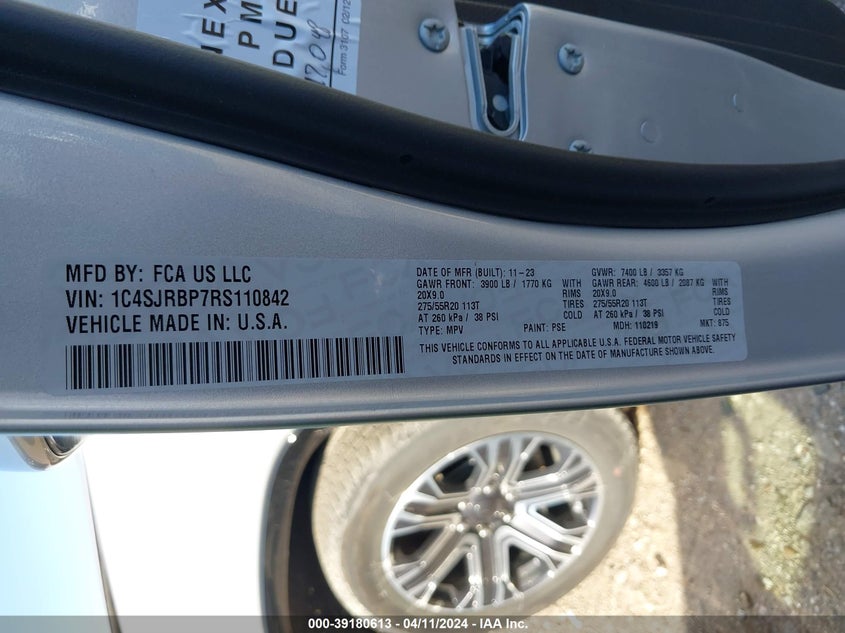 NEX
PM
DUE
Form 3107 02/12
MFD BY: FCA US LLC
VIN: 1C4SJRBP7RS110842
VEHICLE MADE IN: U.S.A.
DATE OF MFR (BUILT): 11-23 GVWR: 7400 LB / 3357 KG
GAWR FRONT: 3900 LB / 1770 KG WITH GAWR REAR: 4600 LB / 2087 KG WITH
20X9.0 RIMS 20X9.0 RIMS
275/55R20 113T TIRES 275/55R20 113T TIRES
AT 260 kPa / 38 PSI COLD AT 260 kPa / 38 PSI COLD
TYPE: MPV PAINT: PSE MDH: 110219 MKT: 875
THIS VEHICLE CONFORMS TO ALL APPLICABLE U.S.A. FEDERAL MOTOR VEHICLE SAFETY
STANDARDS IN EFFECT ON THE DATE OF MANUFACTURE SHOWN ABOVE.
000-39180613 - 04/11/2024 - IAA Inc.